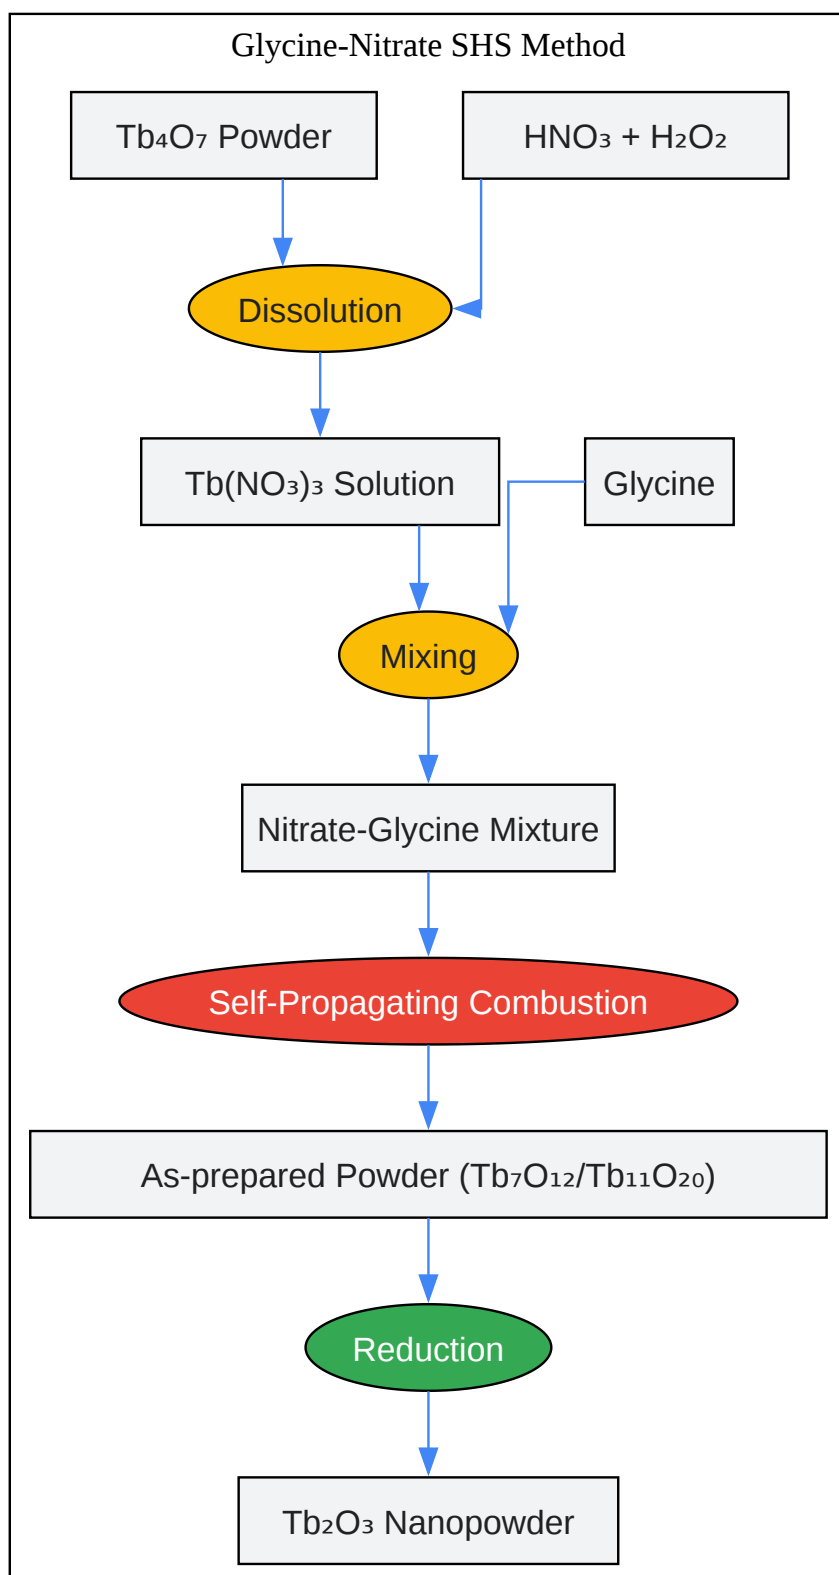 Glycine-Nitrate SHS Method
Tb₄O₇ Powder
HNO₃ + H₂O₂
Dissolution
Tb(NO₃)₃ Solution
Glycine
Mixing
Nitrate-Glycine Mixture
Self-Propagating Combustion
As-prepared Powder (Tb₇O₁₂/Tb₁₁O₂₀)
Reduction
Tb₂O₃ Nanopowder